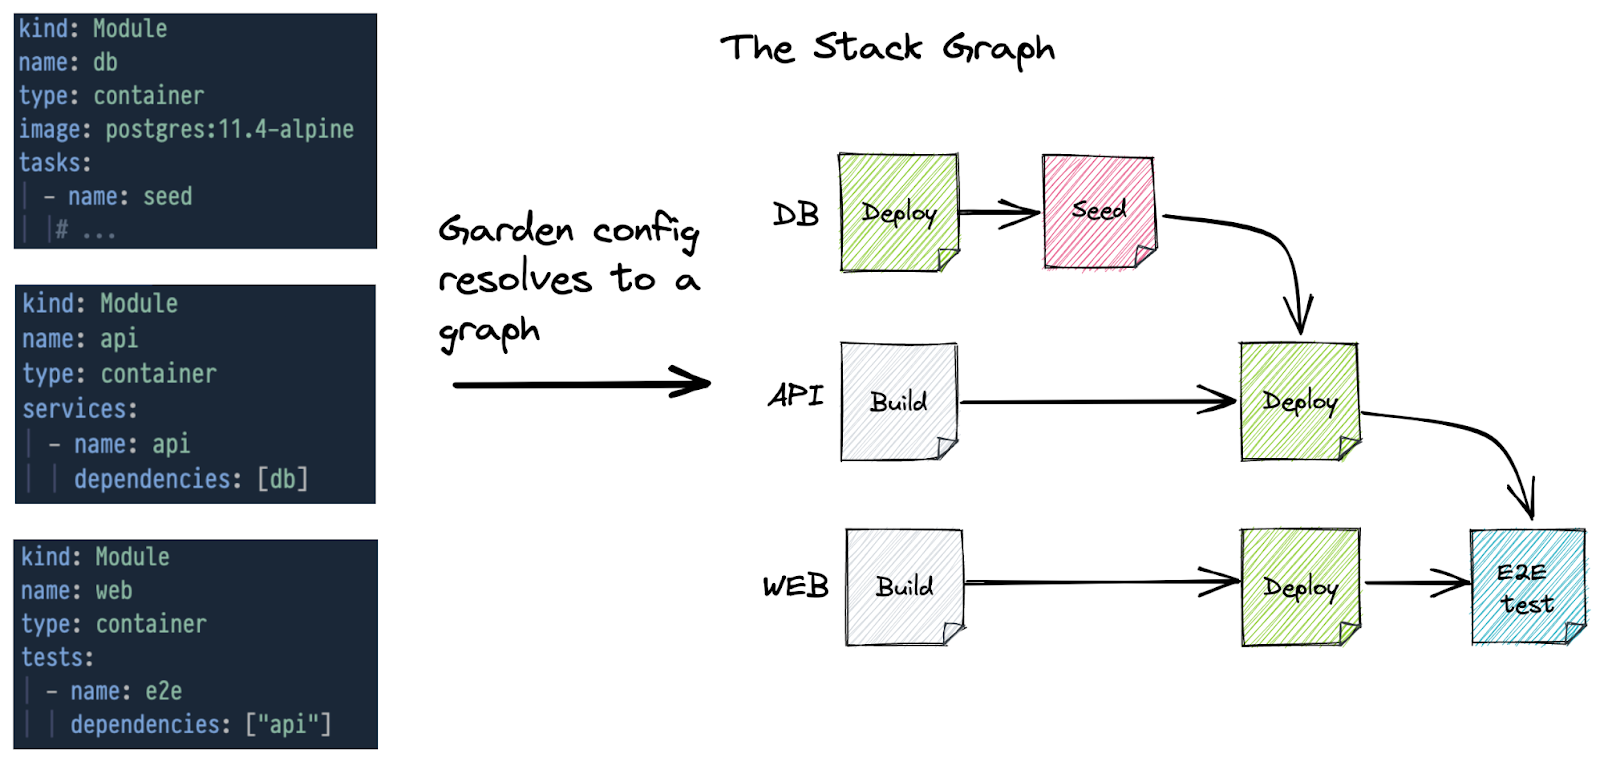 kind: Module
name: db
type: container
image: postgres:11.4-alpine
tasks:
- name: seed
# ...
kind: Module
name: api
type: container
services:
- name: api
dependencies: [db]
kind: Module
name: web
type: container
tests:
- name: e2e
dependencies: ["api"]
Garden config
resolves to a
graph
The Stack Graph
DB
Deploy
Seed
API
Build
Deploy
WEB
Build
Deploy
E2E
test